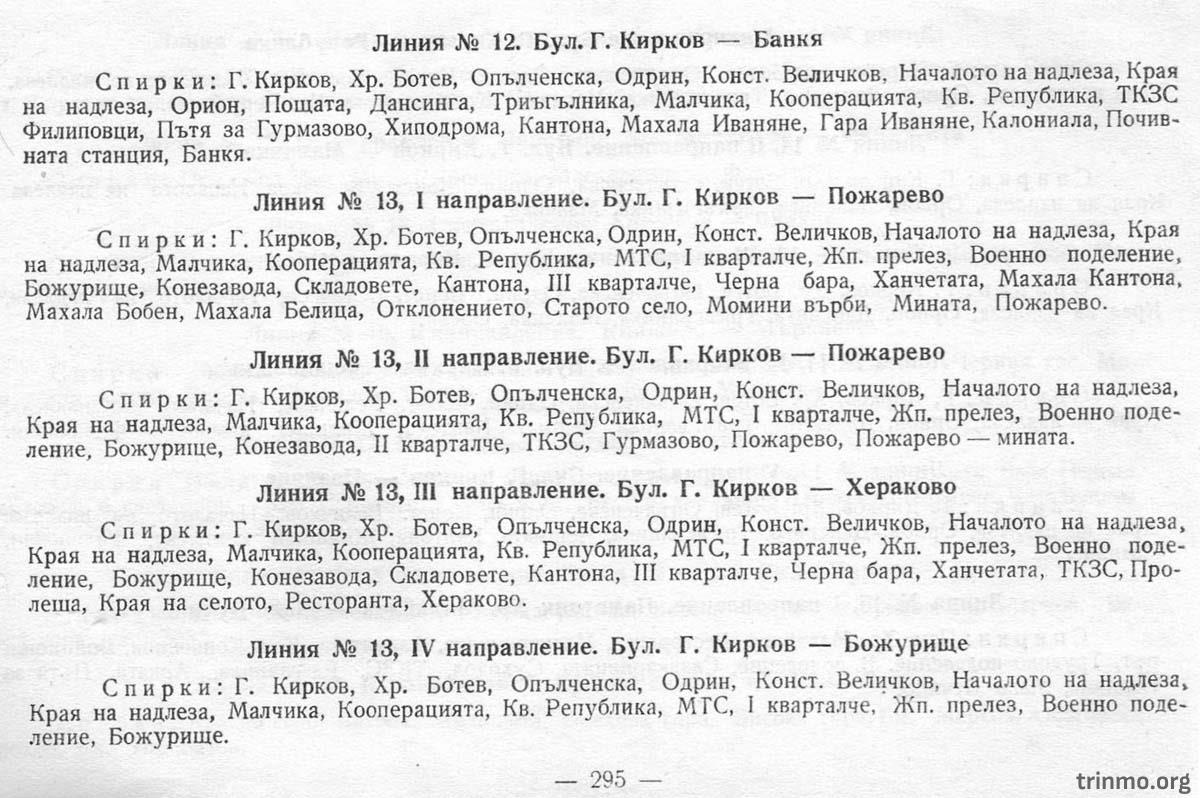 Линия № 12. Бул. Г. Кирков — Банкя
Спирки: Г. Кирков, Хр. Ботев, Опълченска, Одрин, Конст. Величков, Началото на надлеза, Края
на надлеза, Орион, Пощата, Дансинга, Триъгълника, Малчика, Кооперацията, Кв. Република, ТКЗС
Филиповци, Пътя за Гурмазово, Хиподрома, Кантона, Махала Иваняне, Гара Иваняне, Калониала, Почив-
ната станция, Банкя.
Линия № 13, I направление. Бул. Г. Кирков — Пожарево
Спирки: Г. Кирков, Хр. Ботев, Опълченска, Одрин, Конст. Величков, Началото на надлеза, Края
на надлеза, Малчика, Кооперацията, Кв. Република, МТС, I кварталче, Жп. прелез, Военно поделение,
Божурище, Конезавода, Складовете, Кантона, III кварталче, Черна бара, Ханчетата, Махала Кантона,
Махала Бобен, Махала Белица, Отклонението, Старото село, Момини върби, Мината, Пожарево.
Линия № 13, II направление. Бул. Г. Кирков — Пожарево
Спирки: Г. Кирков, Хр. Ботев, Опълченска, Одрин, Конст. Величков, Началото на надлеза,
Края на надлеза, Малчика, Кооперацията, Кв. Република, МТС, I кварталче, Жп. прелез, Военно поде-
ление, Божурище, Конезавода, II кварталче, ТКЗС, Гурмазово, Пожарево, Пожарево — мината.
Линия № 13, III направление. Бул. Г. Кирков — Хераково
Спирки: Г. Кирков, Хр. Ботев, Опълченска, Одрин, Конст. Величков, Началото на надлеза,
Края на надлеза, Малчика, Кооперацията, Кв. Република, МТС, I кварталче, Жп. прелез, Военно поде-
ление, Божурище, Конезавода, Складовете, Кантона, III кварталче, Черна бара, Ханчетата, ТКЗС, Про-
леша, Края на селото, Ресторанта, Хераково.
Линия № 13, IV направление. Бул. Г. Кирков — Божурище
Спирки: Г. Кирков, Хр. Ботев, Опълченска, Одрин, Конст. Величков, Началото на надлеза,
Края на надлеза, Малчика, Кооперацията, Кв. Република, МТС, I кварталче, Жп. прелез, Военно поде-
ление, Божурище.
— 295 —
trinmo.org